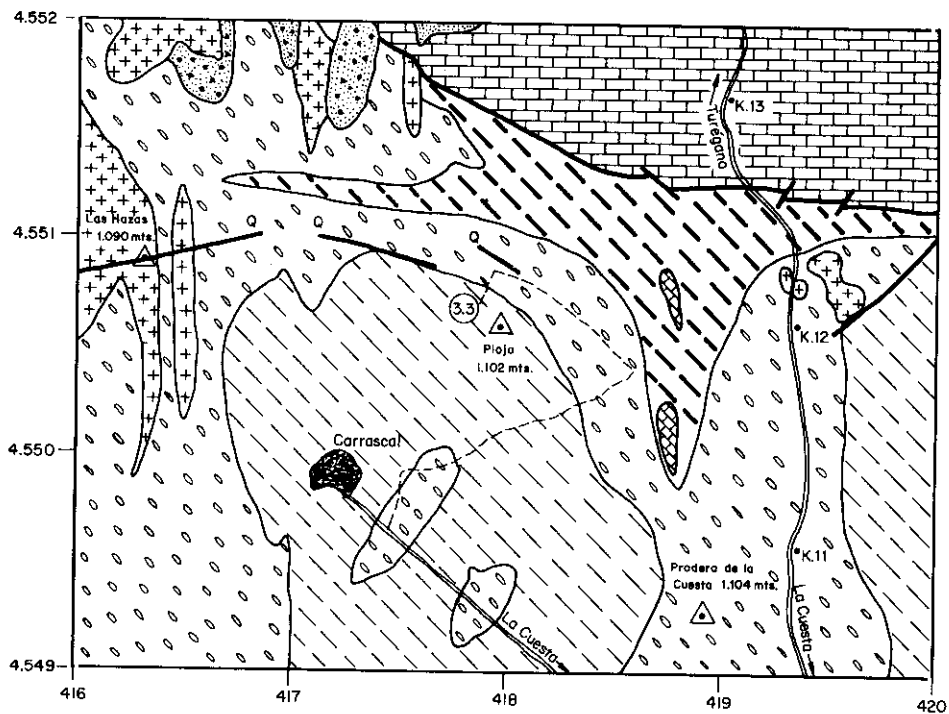 4.552
K.13
Turégano
Las Hazas
1.090 mts.
4.551
Q
Q
Q
3.3
Pioja
1.102 mts.
K.12
4.550
Carrascal
K.11
Pradera de la
Cuesta 1.104 mts.
La Cuesta
La Cuesta
4.549
416
417
418
419
420